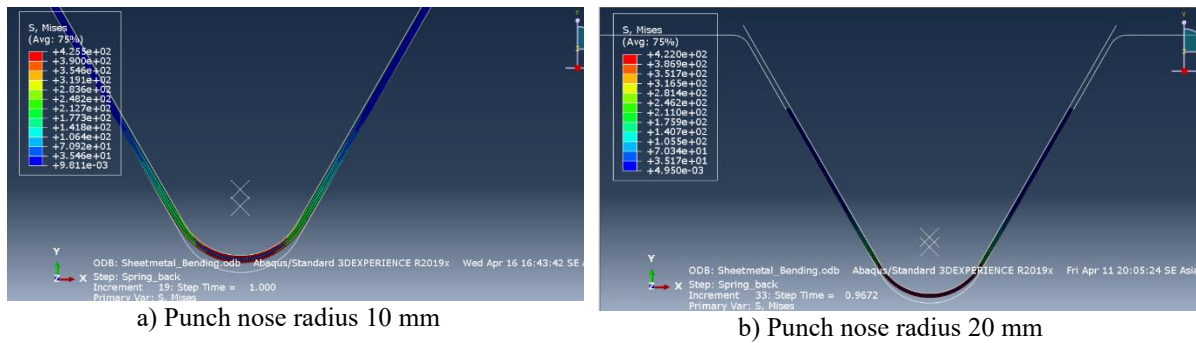 S, Mises
(Avg: 75%)
+4.255e+02
+3.900e+02
+3.546e+02
+3.191e+02
+2.836e+02
+2.482e+02
+2.127e+02
+1.773e+02
+1.418e+02
+1.064e+02
+7.092e+01
+3.546e+01
+9.811e-03
Y
Z
X
ODB: Sheetmetal_Bending.odb Abaqus/Standard 3DEXPERIENCE R2019x Wed Apr 16 16:43:42 SE
Step: Spring_back
Increment 19: Step Time = 1.000
Primary Var: S, Mises
a) Punch nose radius 10 mm
S, Mises
(Avg: 75%)
+4.220e+02
+3.869e+02
+3.517e+02
+3.165e+02
+2.814e+02
+2.462e+02
+2.110e+02
+1.759e+02
+1.407e+02
+1.055e+02
+7.034e+01
+3.517e+01
+4.950e-03
Y
Z
X
ODB: Sheetmetal_Bending.odb Abaqus/Standard 3DEXPERIENCE R2019x Fri Apr 11 20:05:24 SE Asia
Step: Spring_back
Increment 33: Step Time = 0.9672
Primary Var: S, Mises
b) Punch nose radius 20 mm